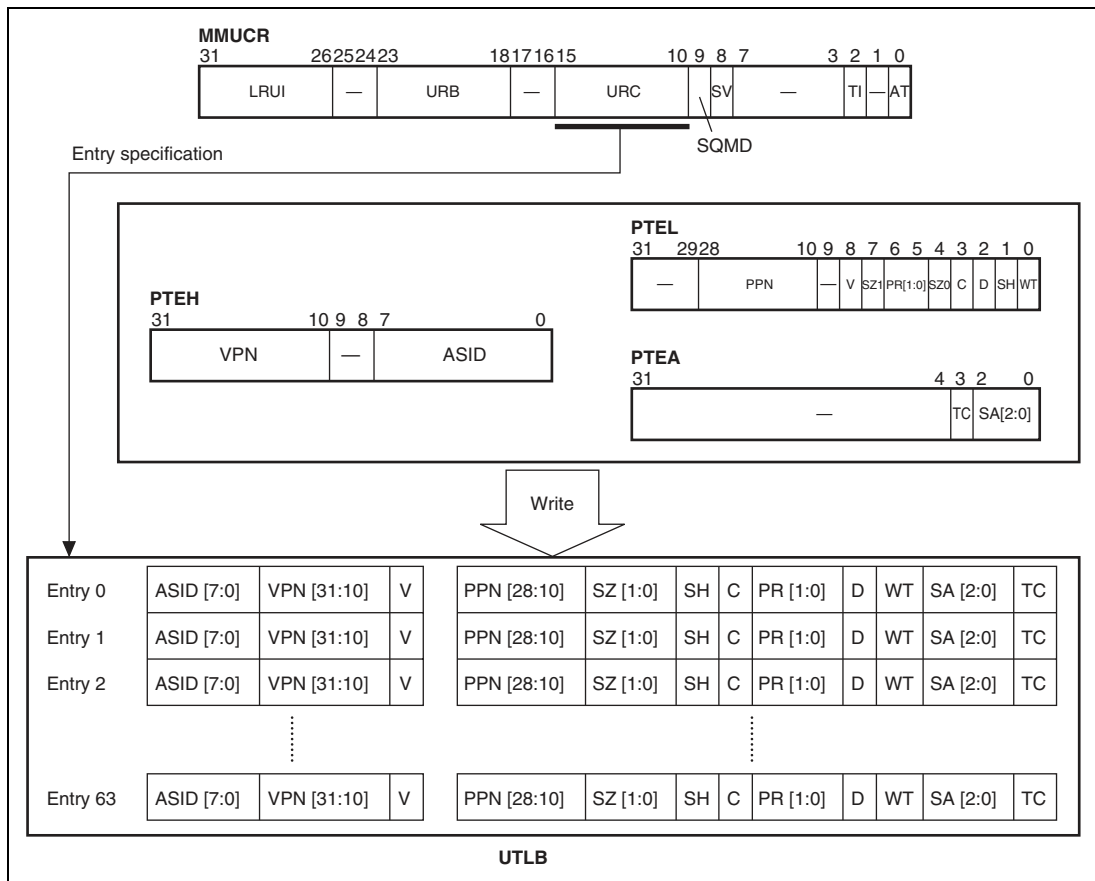 MMUCR
31 26 25 24 23 18 17 16 15 10 9 8 7 3 2 1 0
LRUI — URB — URC SV — TI — AT
SQMD
Entry specification
PTEL
31 29 28 10 9 8 7 6 5 4 3 2 1 0
— PPN — V SZ1 PR[1:0] SZ0 C D SH WT
PTEH
31 10 9 8 7 0
VPN — ASID
PTEA
31 4 3 2 0
— TC SA[2:0]
Write
Entry 0 ASID [7:0] VPN [31:10] V PPN [28:10] SZ [1:0] SH C PR [1:0] D WT SA [2:0] TC
Entry 1 ASID [7:0] VPN [31:10] V PPN [28:10] SZ [1:0] SH C PR [1:0] D WT SA [2:0] TC
Entry 2 ASID [7:0] VPN [31:10] V PPN [28:10] SZ [1:0] SH C PR [1:0] D WT SA [2:0] TC
Entry 63 ASID [7:0] VPN [31:10] V PPN [28:10] SZ [1:0] SH C PR [1:0] D WT SA [2:0] TC
UTLB